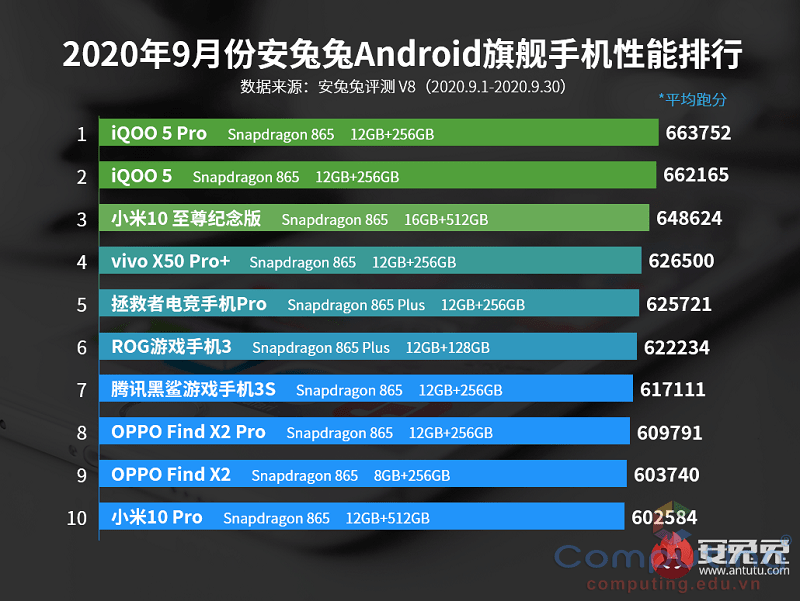 2020年9月份安兔兔Android旗舰手机性能排行
数据来源：安兔兔评测 V8（2020.9.1-2020.9.30）
*平均跑分
1 iQOO 5 Pro Snapdragon 865 12GB+256GB 663752
2 iQOO 5 Snapdragon 865 12GB+256GB 662165
3 小米10 至尊纪念版 Snapdragon 865 16GB+512GB 648624
4 vivo X50 Pro+ Snapdragon 865 12GB+256GB 626500
5 拯救者电竞手机Pro Snapdragon 865 Plus 12GB+256GB 625721
6 ROG游戏手机3 Snapdragon 865 Plus 12GB+128GB 622234
7 腾讯黑鲨游戏手机3S Snapdragon 865 12GB+256GB 617111
8 OPPO Find X2 Pro Snapdragon 865 12GB+256GB 609791
9 OPPO Find X2 Snapdragon 865 8GB+256GB 603740
10 小米10 Pro Snapdragon 865 12GB+512GB 602584
安兔兔
www.antutu.com
computing.edu.vn